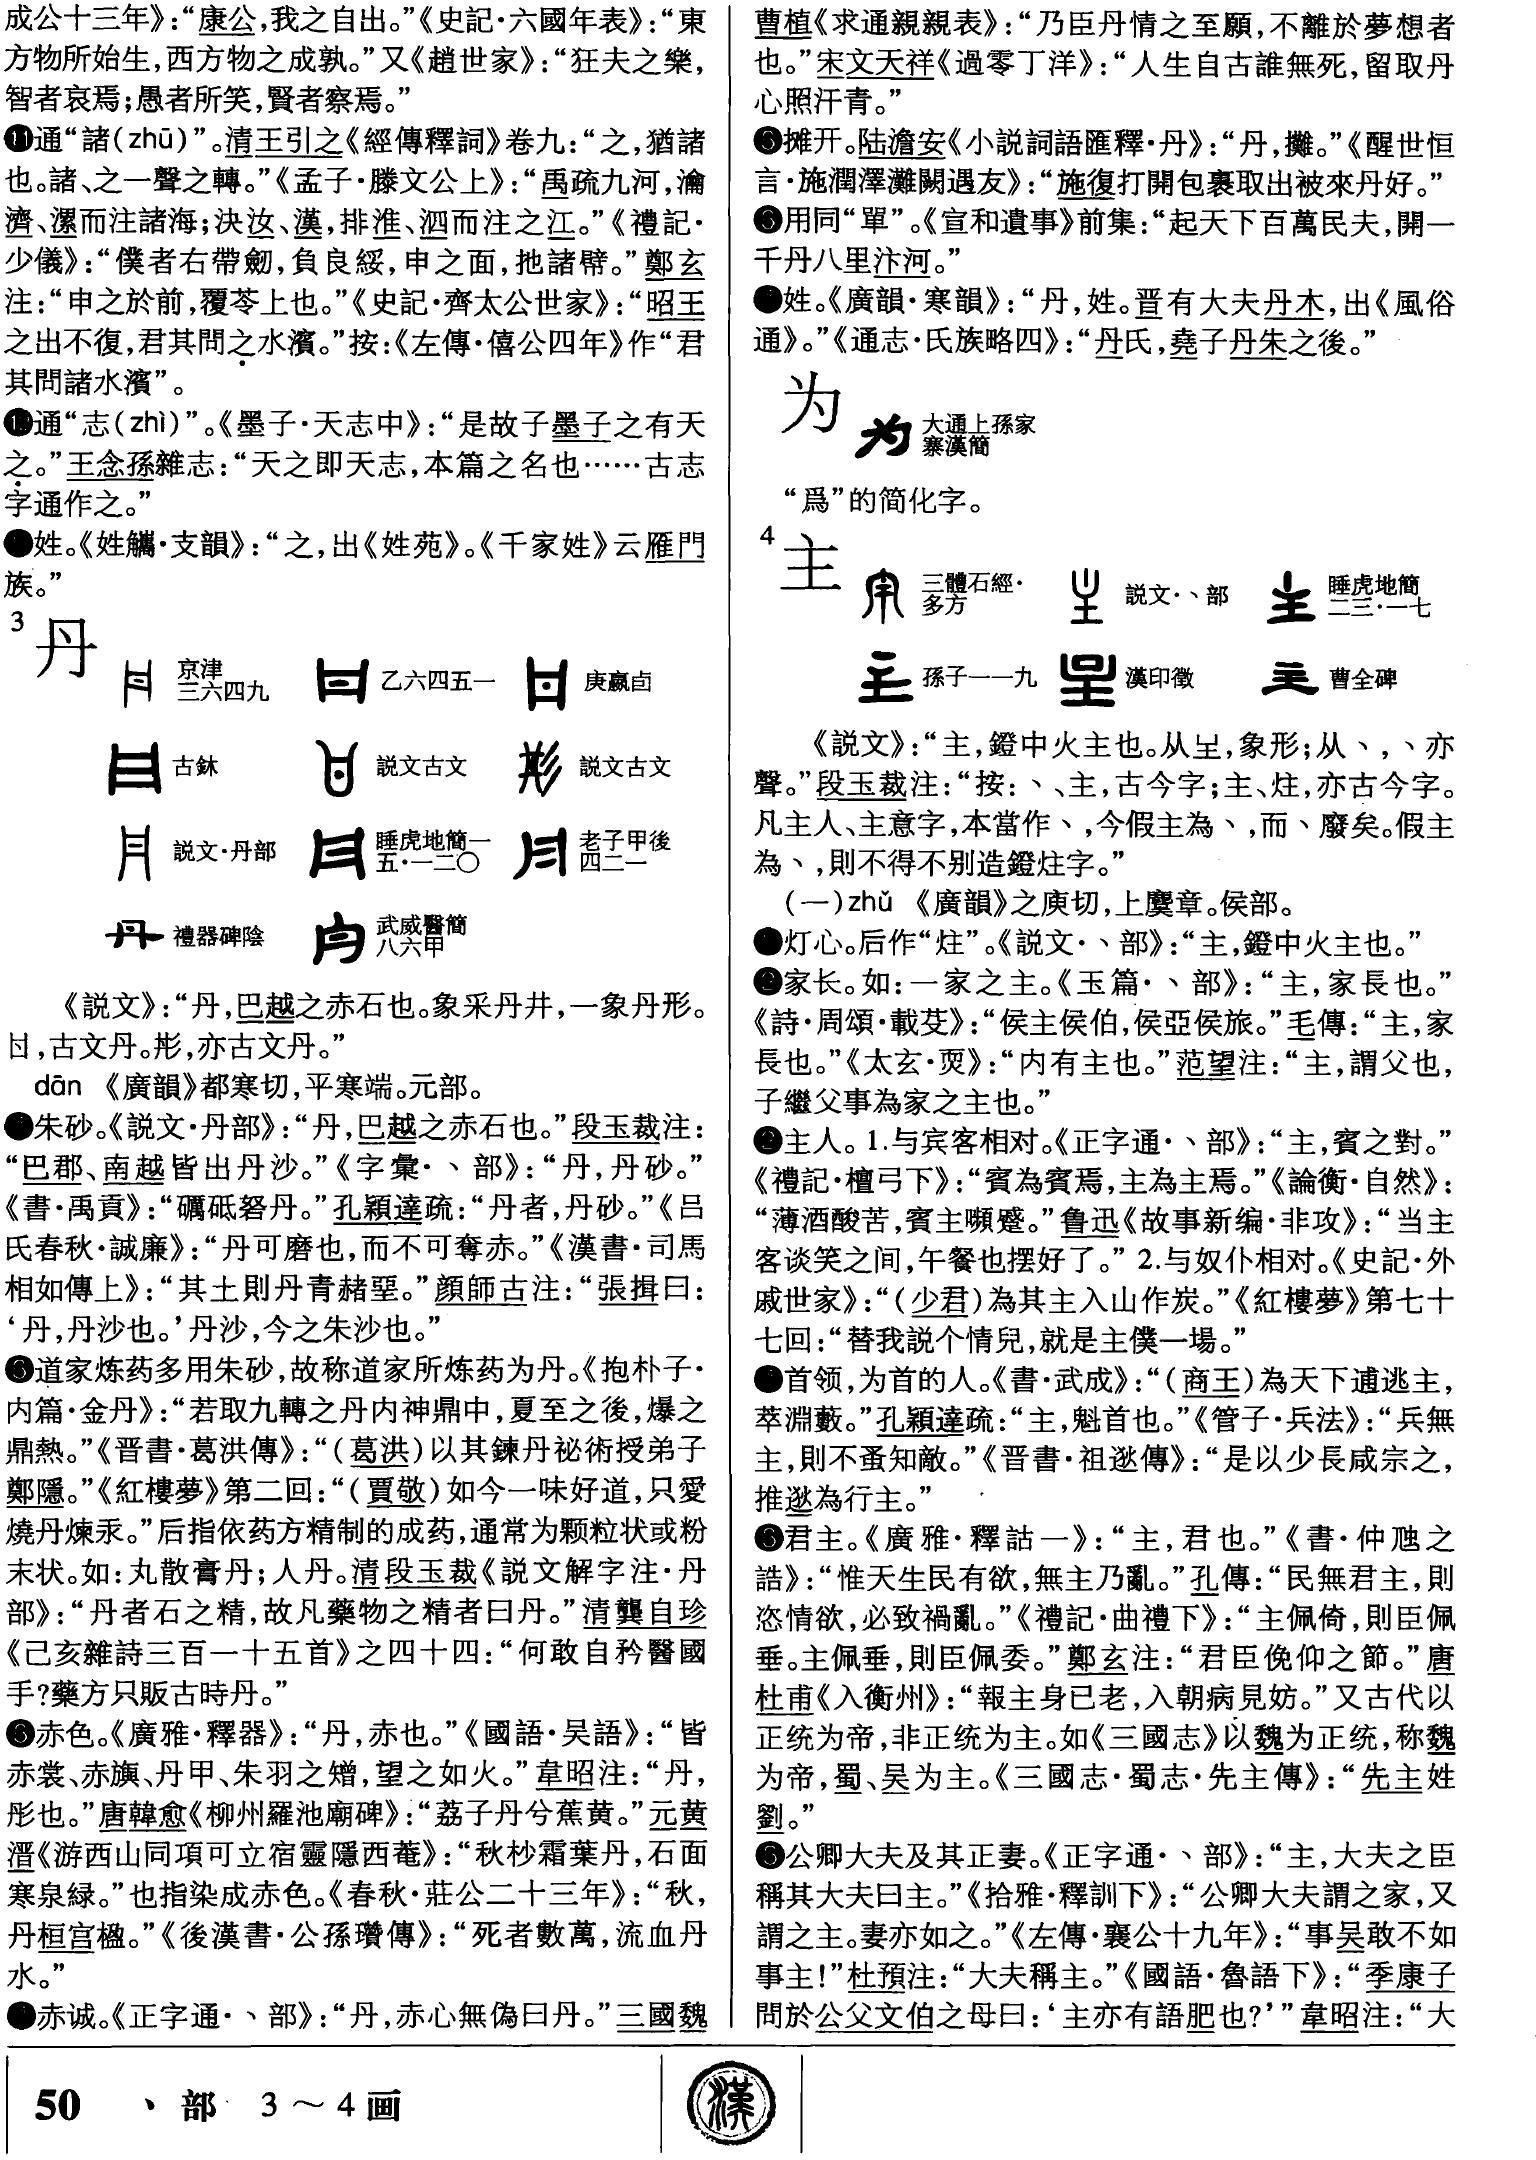 成公十三年》：“康公，我之自出。”《史記·六國年表》：“東
方物所始生，西方物之成孰。”又《趙世家》：“狂夫之樂，
智者哀焉；愚者所笑，賢者察焉。”
⓫通“諸(zhū)”。清王引之《經傳釋詞》卷九：“之，猶諸
也。諸、之一聲之轉。”《孟子·滕文公上》：“禹疏九河，瀹
濟、漯而注諸海；決汝、漢，排淮、泗而注之江。”《禮記·
少儀》：“僕者右帶劒，負良綏，申之面，拖諸幦。”鄭玄
注：“申之於前，覆苓上也。”《史記·齊太公世家》：“昭王
之出不復，君其問之水濱。”按：《左傳·僖公四年》作“君
其問諸水濱”。
通“志(zhì)”。《墨子·天志中》：“是故子墨子之有天
之。”王念孫雜志：“天之即天志，本篇之名也……古志
字通作之。”
姓。《姓觿·支韻》：“之，出《姓苑》。《千家姓》云雁門
族。”
3 丹
京津三六四九 乙六四五一 庚嬴卣
古鉩 説文古文 説文古文
説文·丹部 睡虎地簡一五·一二〇 老子甲後四二一
禮器碑陰 武威醫簡八六甲
《説文》：“丹，巴越之赤石也。象采丹井，一象丹形。
，古文丹。彤，亦古文丹。”
dān 《廣韻》都寒切，平寒端。元部。
朱砂。《説文·丹部》：“丹，巴越之赤石也。”段玉裁注：
“巴郡、南越皆出丹沙。”《字彙·丶部》：“丹，丹砂。”
《書·禹貢》：“礪砥砮丹。”孔穎達疏：“丹者，丹砂。”《吕
氏春秋·誠廉》：“丹可磨也，而不可奪赤。”《漢書·司馬
相如傳上》：“其土則丹青赭堊。”顔師古注：“張揖曰：
‘丹，丹沙也。’丹沙，今之朱沙也。”
道家炼药多用朱砂，故称道家所炼药为丹。《抱朴子·
内篇·金丹》：“若取九轉之丹内神鼎中，夏至之後，爆之
鼎熱。”《晋書·葛洪傳》：“(葛洪)以其鍊丹祕術授弟子
鄭隱。”《紅樓夢》第二回：“(賈敬)如今一味好道，只愛
燒丹煉汞。”后指依药方精制的成药，通常为颗粒状或粉
末状。如：丸散膏丹；人丹。清段玉裁《説文解字注·丹
部》：“丹者石之精，故凡藥物之精者曰丹。”清龔自珍
《己亥雜詩三百一十五首》之四十四：“何敢自矜醫國
手?藥方只販古時丹。”
赤色。《廣雅·釋器》：“丹，赤也。”《國語·吴語》：“皆
赤裳、赤旟、丹甲、朱羽之矰，望之如火。”韋昭注：“丹，
彤也。”唐韓愈《柳州羅池廟碑》：“荔子丹兮蕉黄。”元黄
溍《游西山同項可立宿靈隱西菴》：“秋杪霜葉丹，石面
寒泉緑。”也指染成赤色。《春秋·莊公二十三年》：“秋，
丹桓宫楹。”《後漢書·公孫瓚傳》：“死者數萬，流血丹
水。”
赤诚。《正字通·丶部》：“丹，赤心無偽曰丹。”三國魏
曹植《求通親親表》：“乃臣丹情之至願，不離於夢想者
也。”宋文天祥《過零丁洋》：“人生自古誰無死，留取丹
心照汗青。”
摊开。陆澹安《小説詞語匯釋·丹》：“丹，攤。”《醒世恒
言·施潤澤灘闕遇友》：“施復打開包裹取出被來丹好。”
用同“單”。《宣和遺事》前集：“起天下百萬民夫，開一
千丹八里汴河。”
姓。《廣韻·寒韻》：“丹，姓。晋有大夫丹木，出《風俗
通》。”《通志·氏族略四》：“丹氏，堯子丹朱之後。”
为
大通上孫家寨漢簡
“爲”的简化字。
4 主
三體石經·多方 説文·丶部 睡虎地簡二三·一七
孫子一一九 漢印徵 曹全碑
《説文》：“主，鐙中火主也。从，象形；从丶，丶亦
聲。”段玉裁注：“按：丶、主，古今字；主、炷，亦古今字。
凡主人、主意字，本當作丶，今假主為丶，而丶廢矣。假主
為丶，則不得不别造鐙炷字。”
(一)zhǔ 《廣韻》之庾切，上麌章。侯部。
灯心。后作“炷”。《説文·丶部》：“主，鐙中火主也。”
❷家长。如：一家之主。《玉篇·丶部》：“主，家長也。”
《詩·周頌·載芟》：“侯主侯伯，侯亞侯旅。”毛傳：“主，家
長也。”《太玄·耎》：“内有主也。”范望注：“主，謂父也，
子繼父事為家之主也。”
主人。1.与宾客相对。《正字通·丶部》：“主，賓之對。”
《禮記·檀弓下》：“賓為賓焉，主為主焉。”《論衡·自然》：
“薄酒酸苦，賓主嚬蹙。”鲁迅《故事新编·非攻》：“当主
客谈笑之间，午餐也摆好了。” 2.与奴仆相对。《史記·外
戚世家》：“(少君)為其主入山作炭。”《紅樓夢》第七十
七回：“替我説个情兒，就是主僕一場。”
首领，为首的人。《書·武成》：“(商王)為天下逋逃主，
萃淵藪。”孔穎達疏：“主，魁首也。”《管子·兵法》：“兵無
主，則不蚤知敵。”《晋書·祖逖傳》：“是以少長咸宗之，
推逖為行主。”
君主。《廣雅·釋詁一》：“主，君也。”《書·仲虺之
誥》：“惟天生民有欲，無主乃亂。”孔傳：“民無君主，則
恣情欲，必致禍亂。”《禮記·曲禮下》：“主佩倚，則臣佩
垂。主佩垂，則臣佩委。”鄭玄注：“君臣俛仰之節。”唐
杜甫《入衡州》：“報主身已老，入朝病見妨。”又古代以
正统为帝，非正统为主。如《三國志》以魏为正统，称魏
为帝，蜀、吴为主。《三國志·蜀志·先主傳》：“先主姓
劉。”
公卿大夫及其正妻。《正字通·丶部》：“主，大夫之臣
稱其大夫曰主。”《拾雅·釋訓下》：“公卿大夫謂之家，又
謂之主。妻亦如之。”《左傳·襄公十九年》：“事吴敢不如
事主！”杜預注：“大夫稱主。”《國語·魯語下》：“季康子
問於公父文伯之母曰：‘主亦有語肥也?’”韋昭注：“大
50 丶部 3～4画
漢